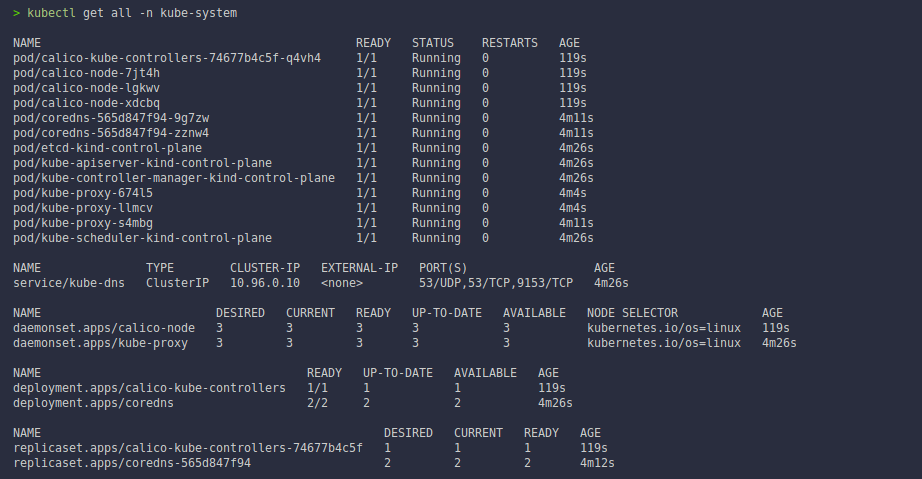 > kubectl get all -n kube-system
NAME READY STATUS RESTARTS AGE
pod/calico-kube-controllers-74677b4c5f-q4vh4 1/1 Running 0 119s
pod/calico-node-7jt4h 1/1 Running 0 119s
pod/calico-node-lgkwv 1/1 Running 0 119s
pod/calico-node-xdcbq 1/1 Running 0 119s
pod/coredns-565d847f94-9g7zw 1/1 Running 0 4m11s
pod/coredns-565d847f94-zznw4 1/1 Running 0 4m11s
pod/etcd-kind-control-plane 1/1 Running 0 4m26s
pod/kube-apiserver-kind-control-plane 1/1 Running 0 4m26s
pod/kube-controller-manager-kind-control-plane 1/1 Running 0 4m26s
pod/kube-proxy-674l5 1/1 Running 0 4m4s
pod/kube-proxy-llmcv 1/1 Running 0 4m4s
pod/kube-proxy-s4mbg 1/1 Running 0 4m11s
pod/kube-scheduler-kind-control-plane 1/1 Running 0 4m26s
NAME TYPE CLUSTER-IP EXTERNAL-IP PORT(S) AGE
service/kube-dns ClusterIP 10.96.0.10 <none> 53/UDP,53/TCP,9153/TCP 4m26s
NAME DESIRED CURRENT READY UP-TO-DATE AVAILABLE NODE SELECTOR AGE
daemonset.apps/calico-node 3 3 3 3 3 kubernetes.io/os=linux 119s
daemonset.apps/kube-proxy 3 3 3 3 3 kubernetes.io/os=linux 4m26s
NAME READY UP-TO-DATE AVAILABLE AGE
deployment.apps/calico-kube-controllers 1/1 1 1 119s
deployment.apps/coredns 2/2 2 2 4m26s
NAME DESIRED CURRENT READY AGE
replicaset.apps/calico-kube-controllers-74677b4c5f 1 1 1 119s
replicaset.apps/coredns-565d847f94 2 2 2 4m12s